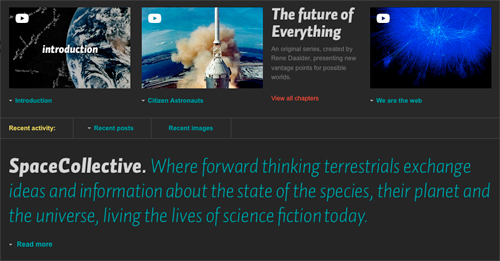 introduction
The future of
Everything
An original series, created by
Rene Daalder, presenting new
vantage points for possible
worlds.
View all chapters
Introduction
Citizen Astronauts
We are the web
Recent activity:
Recent posts
Recent images
SpaceCollective. Where forward thinking terrestrials exchange
ideas and information about the state of the species, their planet and
the universe, living the lives of science fiction today.
Read more